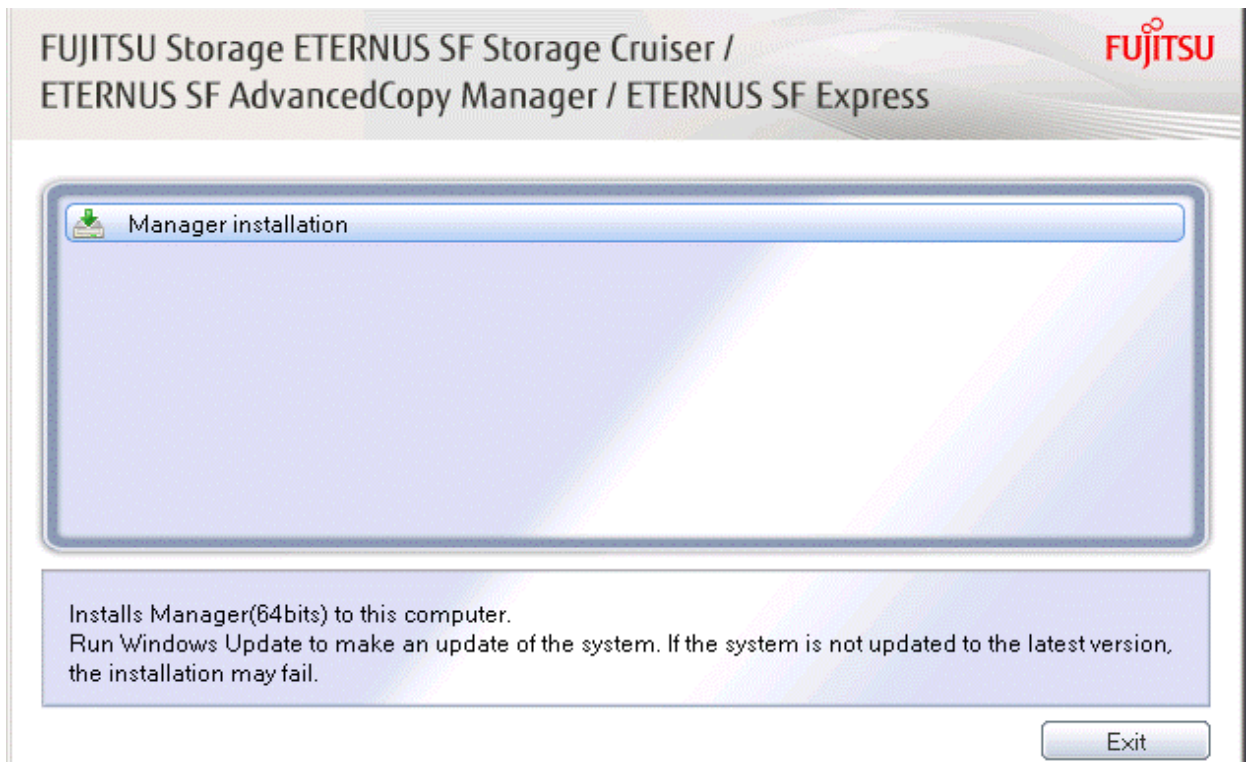 FUJITSU Storage ETERNUS SF Storage Cruiser /
ETERNUS SF AdvancedCopy Manager / ETERNUS SF Express
FUJITSU
Manager installation
Installs Manager(64bits) to this computer.
Run Windows Update to make an update of the system. If the system is not updated to the latest version,
the installation may fail.
Exit